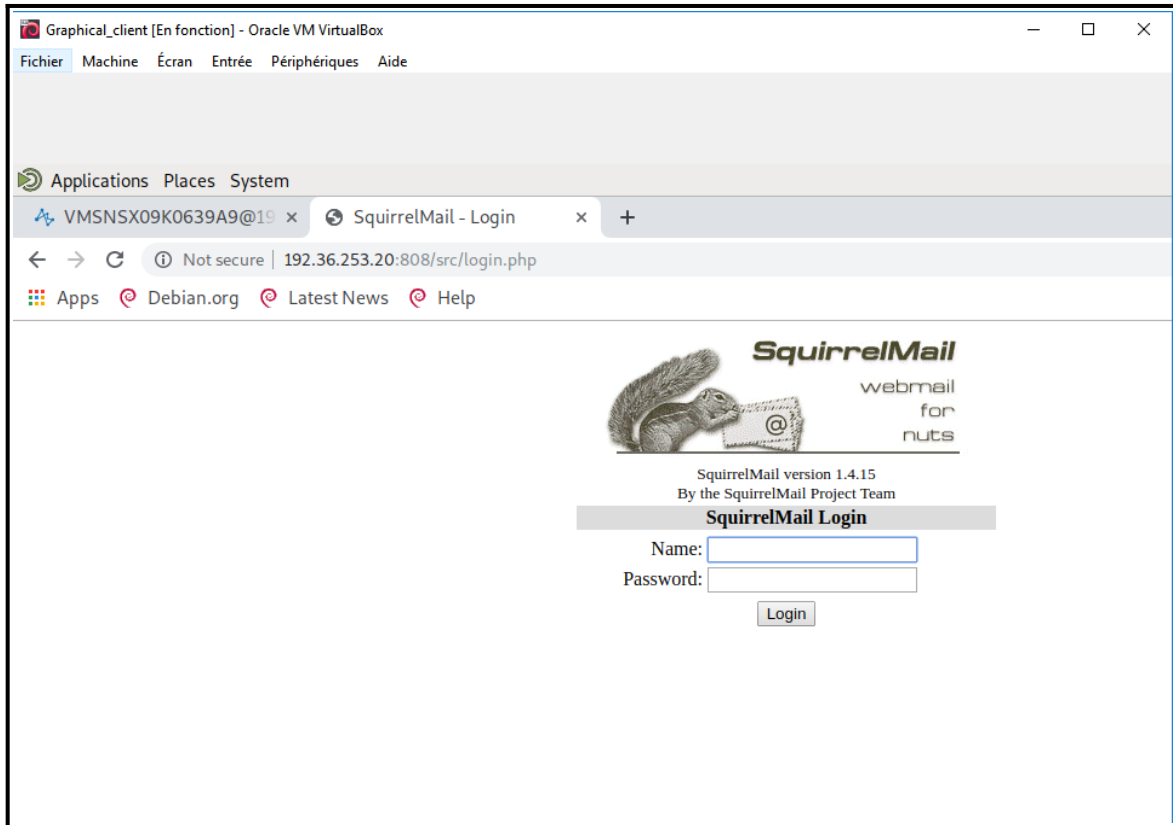 Graphical_client [En fonction] - Oracle VM VirtualBox
Fichier Machine Écran Entrée Périphériques Aide
Applications Places System
VMSNSX09K0639A9@19 SquirrelMail - Login
Not secure | 192.36.253.20:808/src/login.php
Apps Debian.org Latest News Help
SquirrelMail
webmail
for
nuts
@
SquirrelMail version 1.4.15
By the SquirrelMail Project Team
SquirrelMail Login
Name:
Password:
Login